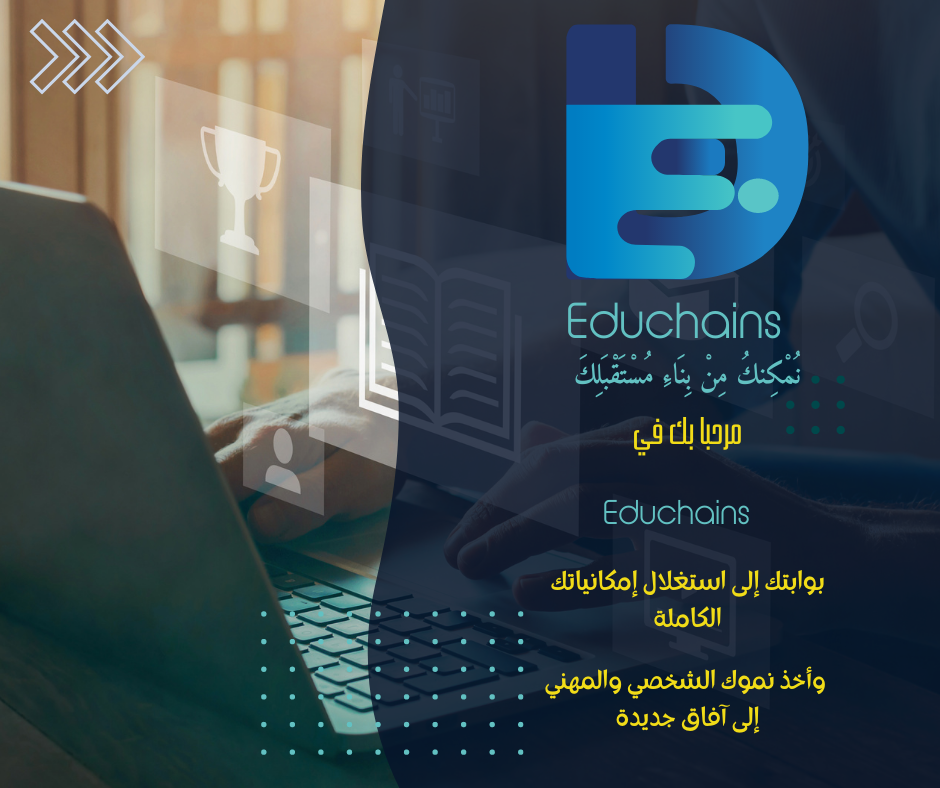 Educhains
نُمْكِنكُ مِنْ بِنَاءِ مُسْتَقْبَلِكَ
مرحبا بك في
Educhains
بوابتك إلى استغلال إمكانياتك
الكاملة
وأخذ نموك الشخصي والمهني
إلى آفاق جديدة